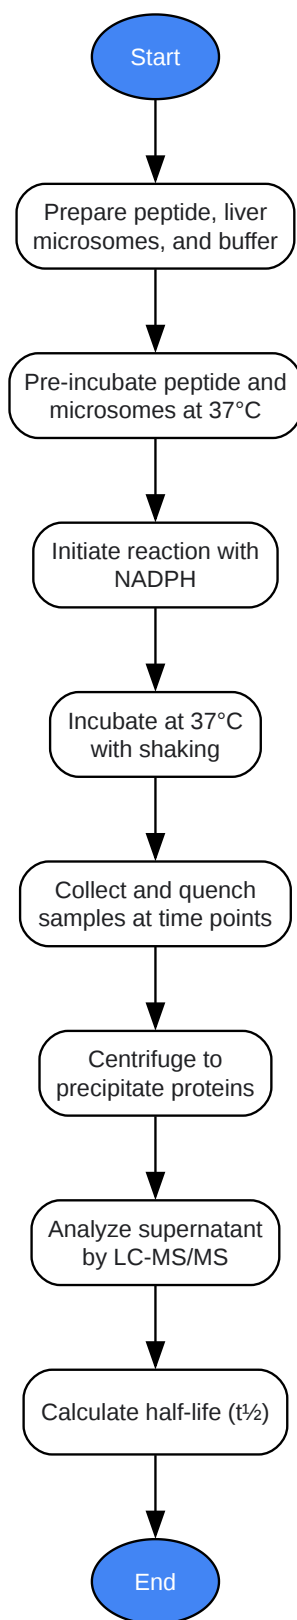 Start
Prepare peptide, liver
microsomes, and buffer
Pre-incubate peptide and
microsomes at 37°C
Initiate reaction with
NADPH
Incubate at 37°C
with shaking
Collect and quench
samples at time points
Centrifuge to
precipitate proteins
Analyze supernatant
by LC-MS/MS
Calculate half-life (t½)
End